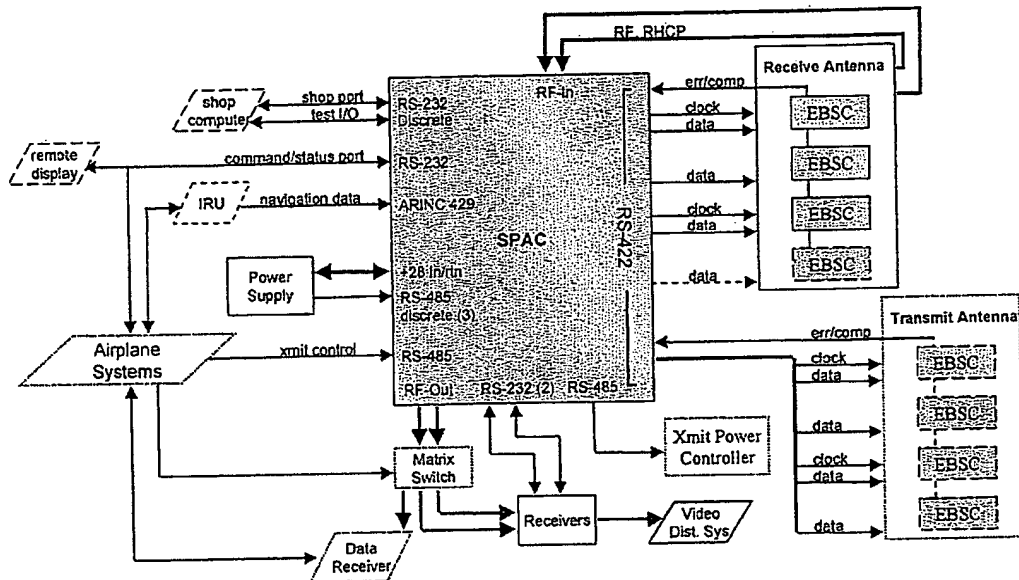 RF, RHCP
Receive Antenna
RF-In
err/comp
EBSC
clock
data
EBSC
data
EBSC
clock
data
EBSC
data
shop
compute
shop port
test I/O
RS-232
Discrete
remote
display
command/status port
RS-232
IRU
navigation data
ARINC 429
SPAC
RS-422
Power
Supply
+28 in/rtn
RS-485
discrete (3)
Airplane
Systems
xmit control
RS-485
RF-Out
RS-232 (2)
RS-485
Transmit Antenna
err/comp
EBSC
clock
data
EBSC
data
EBSC
clock
data
EBSC
data
Matrix
Switch
Xmit Power
Controller
Receivers
Video
Dist. Sys
Data
Receiver